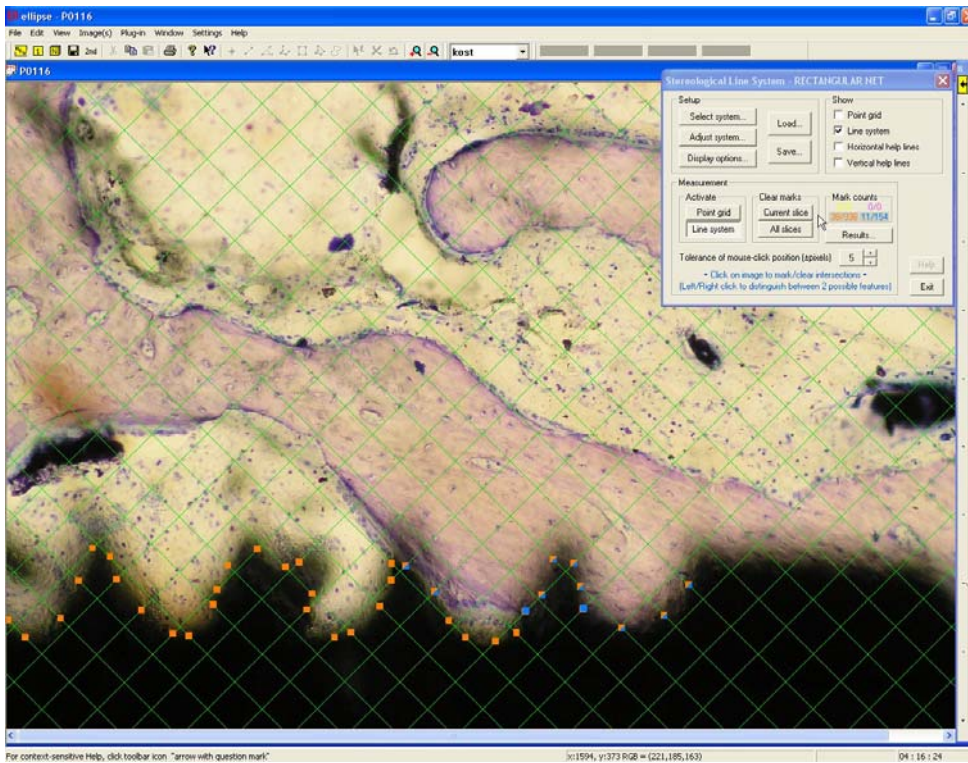 ellipse - P0116
File Edit View Image(s) Plug-in Window Settings Help
2nd
kost
P0116
Stereological Line System - RECTANGULAR NET
Setup
Select system...
Adjust system...
Display options...
Load...
Save...
Show
Point grid
Line system
Horizontal help lines
Vertical help lines
Measurement
Activate
Point grid
Line system
Clear marks
Current slice
All slices
Mark counts
0/0
11/154
Results...
Tolerance of mouse-click position (±pixels) 5
- Click on image to mark/clear intersections -
(Left/Right click to distinguish between 2 possible features)
Help
Exit
For context-sensitive Help, click toolbar icon "arrow with question mark"
x:1594, y:373 RGB = (221,185,163)
04 : 16 : 24